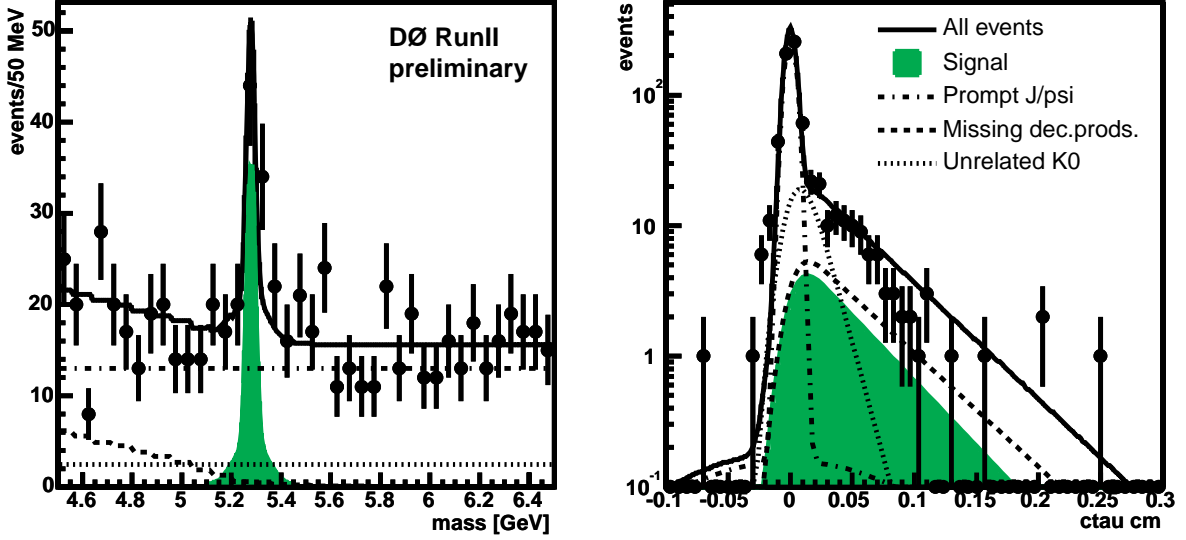 events/50 MeV
50
40
30
20
10
0
DØ RunII
preliminary
4.6
4.8
5
5.2
5.4
5.6
5.8
6
6.2
6.4
mass [GeV]
events
10²
10
1
10⁻¹
All events
Signal
Prompt J/psi
Missing dec.prods.
Unrelated K0
-0.1
-0.05
0
0.05
0.1
0.15
0.2
0.25
0.3
ctau cm